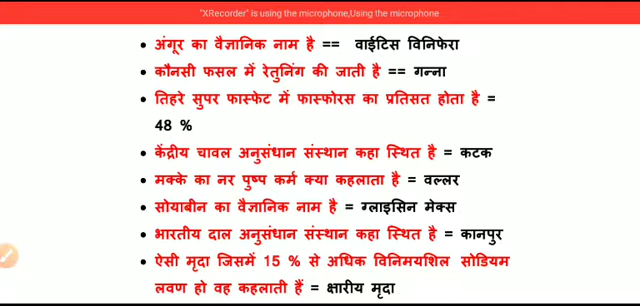 "XRecorder" is using the microphone,Using the microphone
• अंगूर का वैज्ञानिक नाम है == वाईटिस विनिफेरा
• कौनसी फसल में रेतुनिंग की जाती है == गन्ना
• तिहरे सुपर फास्फेट में फास्फोरस का प्रतिसत होता है =
48 %
• केंद्रीय चावल अनुसंधान संस्थान कहा स्थित है = कटक
• मक्के का नर पुष्प कर्म क्या कहलाता है = वल्लर
• सोयाबीन का वैज्ञानिक नाम है = ग्लाइसिन मेक्स
• भारतीय दाल अनुसंधान संस्थान कहा स्थित है = कानपुर
• ऐसी मृदा जिसमें 15 % से अधिक विनिमयशिल सोडियम
लवण हो वह कहलाती हैं = क्षारीय मृदा